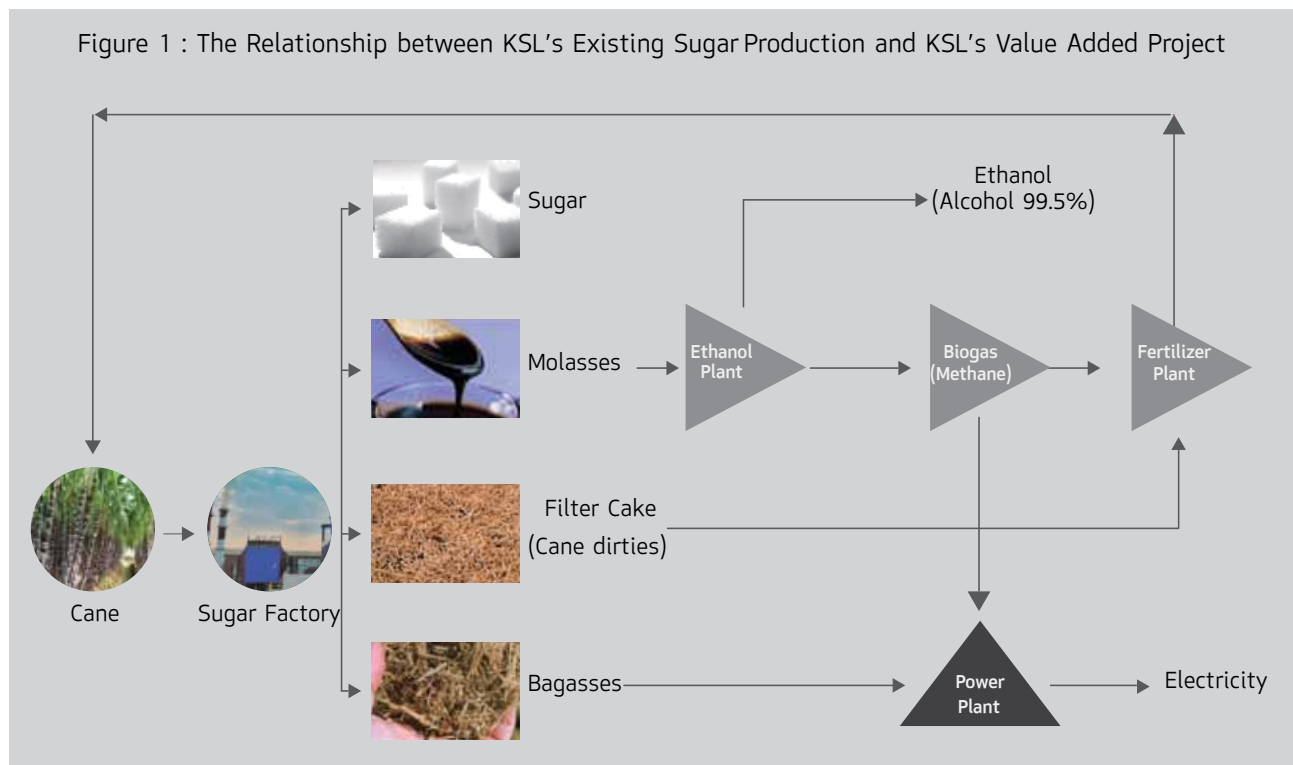 Figure 1 : The Relationship between KSL's Existing Sugar Production and KSL's Value Added Project
Ethanol
(Alcohol 99.5%)
Sugar
Molasses
Ethanol
Plant
Biogas
(Methane)
Fertilizer
Plant
Filter Cake
(Cane dirties)
Cane
Sugar Factory
Bagasses
Power
Plant
Electricity